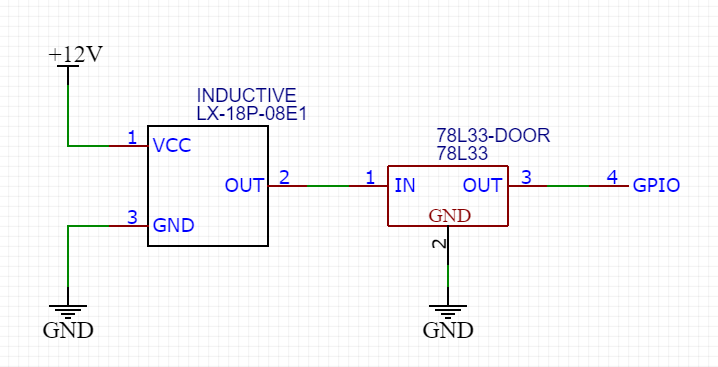 +12V
INDUCTIVE
LX-18P-08E1
1 VCC
OUT 2
3 GND
GND
78L33-DOOR
78L33
1 IN OUT 3
GND
2
GND
4 GPIO